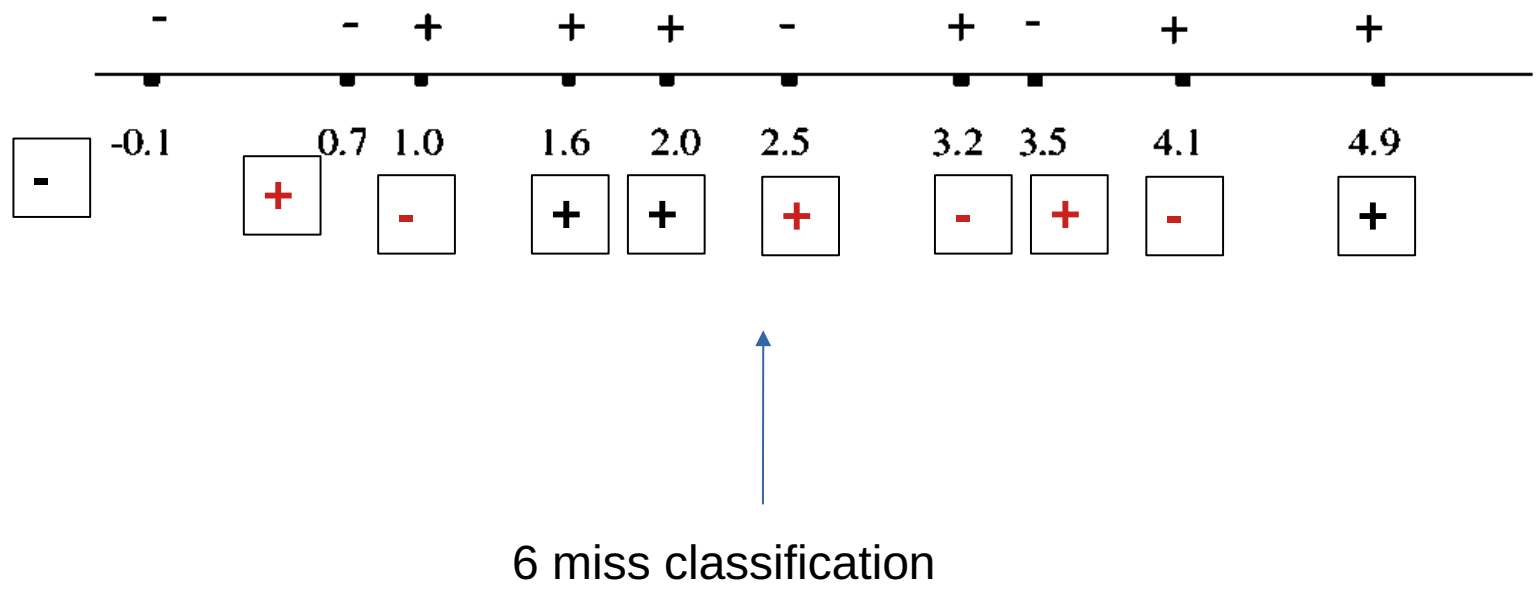 - - + + + - + - + +
-0.1 0.7 1.0 1.6 2.0 2.5 3.2 3.5 4.1 4.9
- + - + + + - + - +
6 miss classification